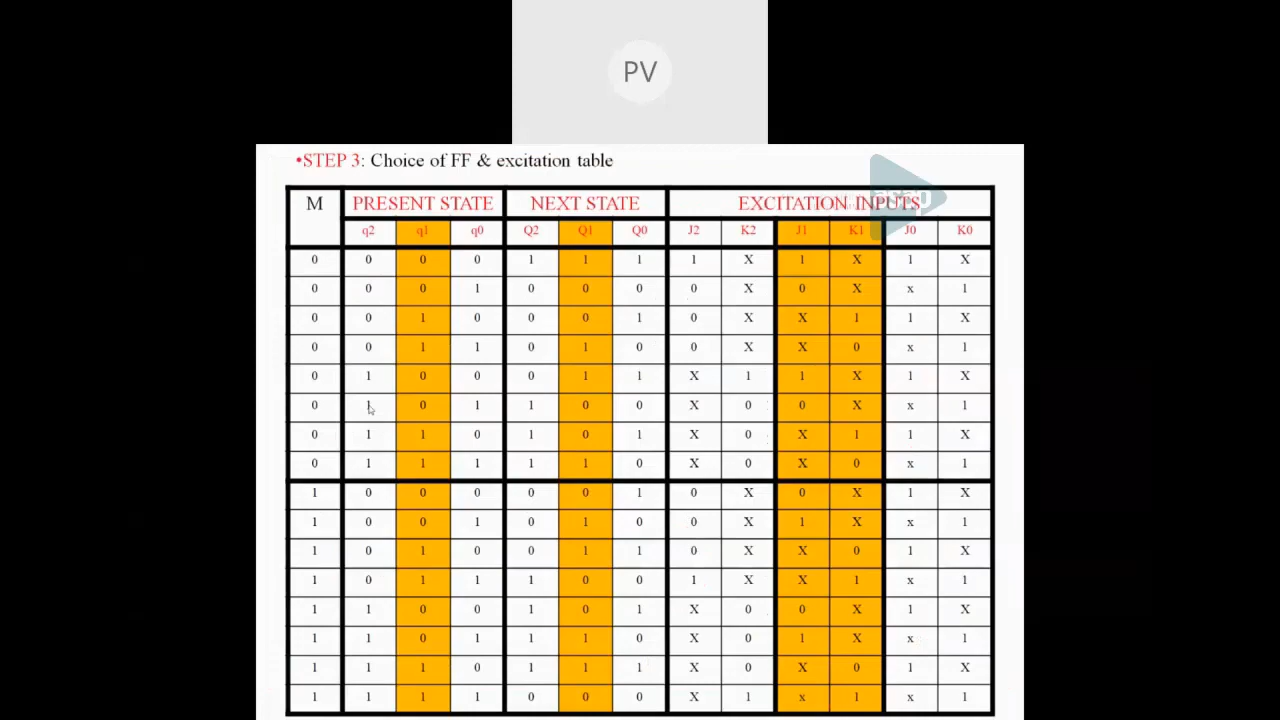 PV
•STEP 3: Choice of FF & excitation table
M PRESENT STATE NEXT STATE EXCITATION INPUTS
q2 q1 q0 Q2 Q1 Q0 J2 K2 J1 K1 J0 K0
0 0 0 0 1 1 1 1 X 1 X 1 X
0 0 0 1 0 0 0 0 X 0 X x 1
0 0 1 0 0 0 1 0 X X 1 1 X
0 0 1 1 0 1 0 0 X X 0 x 1
0 1 0 0 0 1 1 X 1 1 X 1 X
0 1 0 1 1 0 0 X 0 0 X x 1
0 1 1 0 1 0 1 X 0 X 1 1 X
0 1 1 1 1 1 0 X 0 X 0 x 1
1 0 0 0 0 0 1 0 X 0 X 1 X
1 0 0 1 0 1 0 0 X 1 X x 1
1 0 1 0 0 1 1 0 X X 0 1 X
1 0 1 1 1 0 0 1 X X 1 x 1
1 1 0 0 1 0 1 X 0 0 X 1 X
1 1 0 1 1 1 0 X 0 1 X x 1
1 1 1 0 1 1 1 X 0 X 0 1 X
1 1 1 1 0 0 0 X 1 x 1 x 1